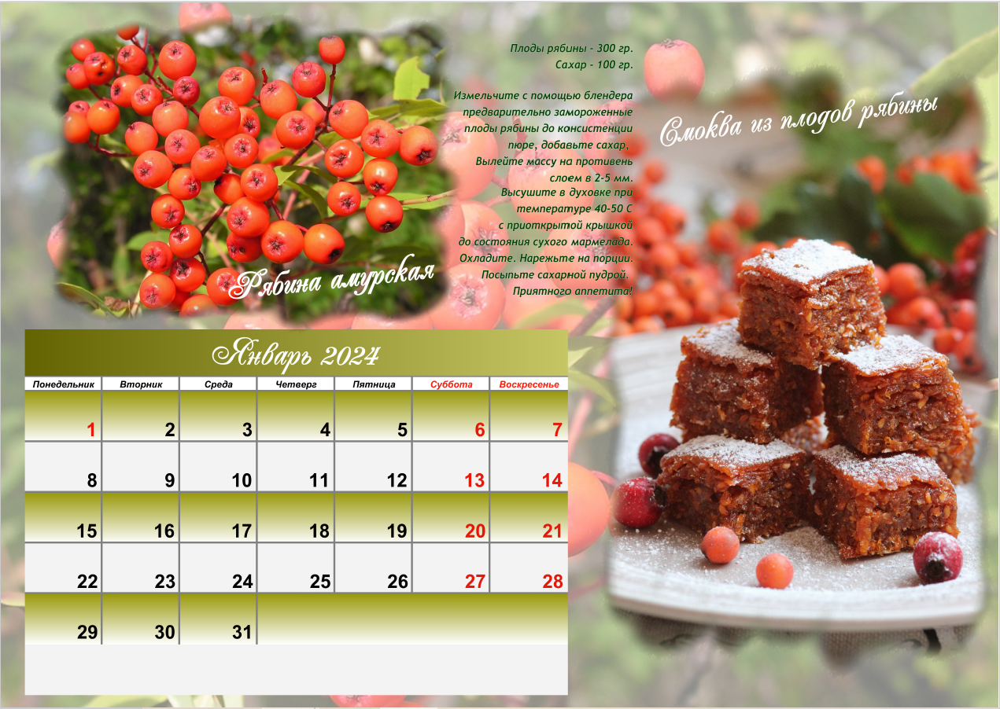 Плоды рябины - 300 гр.
Сахар - 100 гр.
Измельчите с помощью блендера
предварительно замороженные
плоды рябины до консистенции
пюре, добавьте сахар,
Вылейте массу на противень
слоем в 2-5 мм.
Высушите в духовке при
температуре 40-50 С
с приоткрытой крышкой
до состояния сухого мармелада.
Охладите. Нарежьте на порции.
Посыпьте сахарной пудрой.
Приятного аппетита!
Смоква из плодов рябины
Рябина амурская
Январь 2024
Понедельник Вторник Среда Четверг Пятница Суббота Воскресенье
1 2 3 4 5 6 7
8 9 10 11 12 13 14
15 16 17 18 19 20 21
22 23 24 25 26 27 28
29 30 31